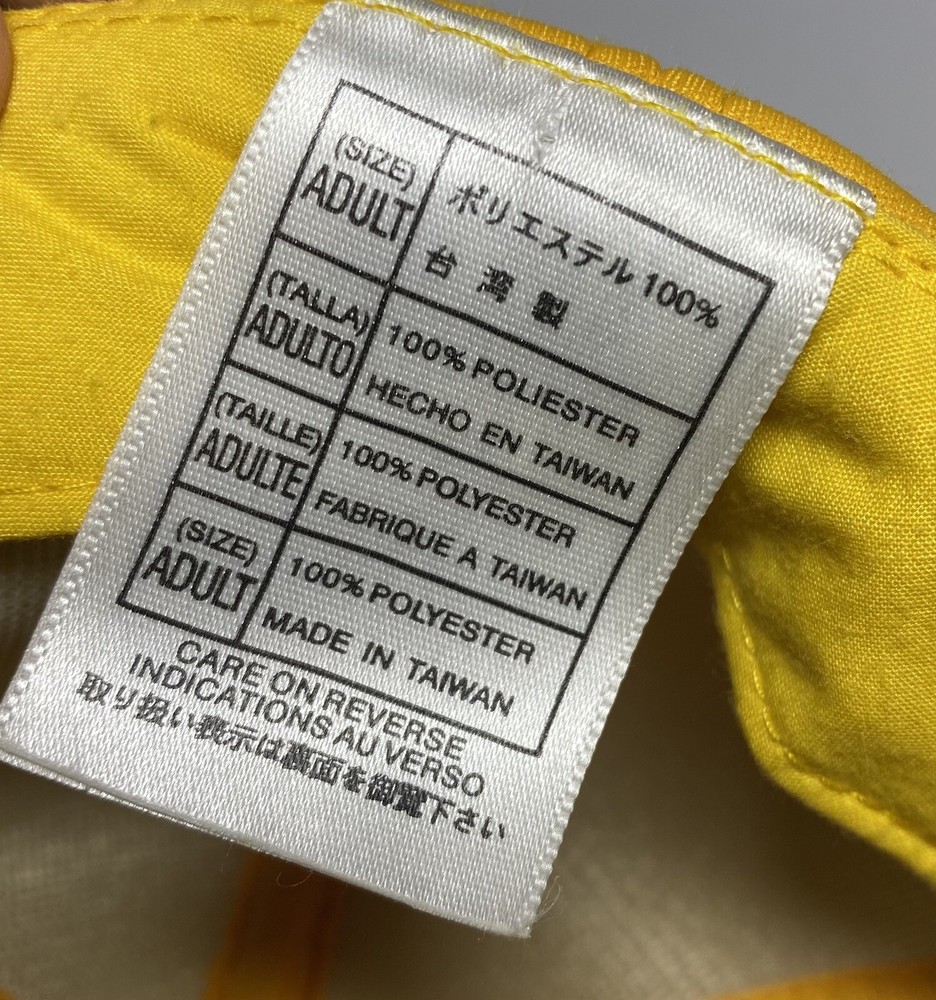 (SIZE)
ADULT
ポリエステル100%
台湾製
(TALLA)
ADULTO
100% POLIESTER
HECHO EN TAIWAN
(TAILLE)
ADULTE
100% POLYESTER
FABRIQUE A TAIWAN
(SIZE)
ADULT
100% POLYESTER
MADE IN TAIWAN
CARE ON REVERSE
INDICATIONS AU VERSO
取り扱い表示は裏面を御覧下さい